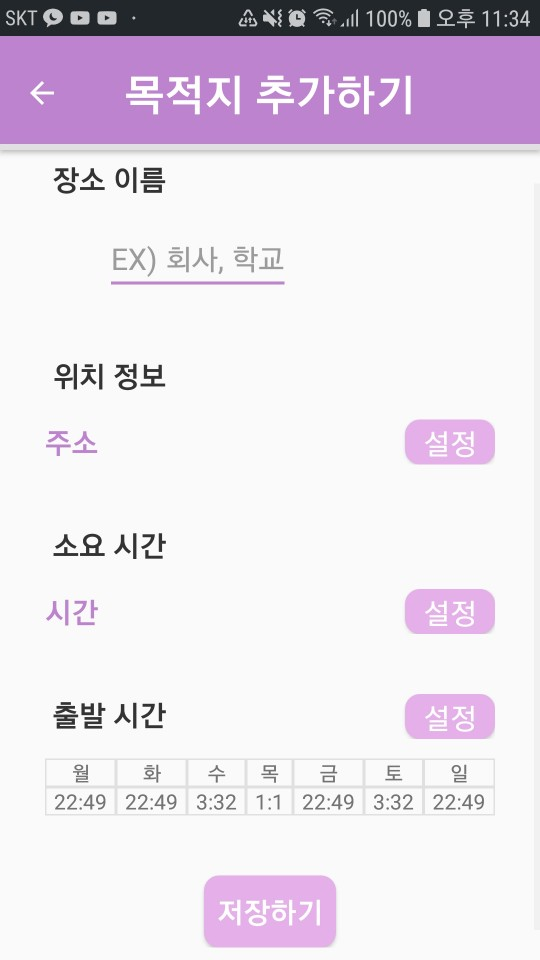 SKT 100% 오후 11:34
목적지 추가하기
장소 이름
EX) 회사, 학교
위치 정보
주소 설정
소요 시간
시간 설정
출발 시간 설정
월 화 수 목 금 토 일
22:49 22:49 3:32 1:1 22:49 3:32 22:49
저장하기